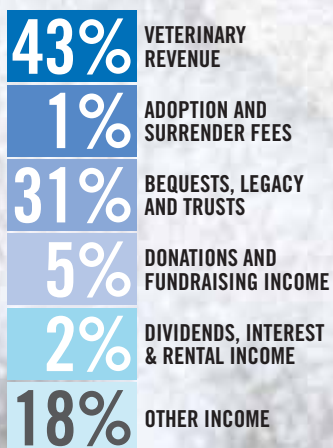 43% VETERINARY
REVENUE
1% ADOPTION AND
SURRENDER FEES
31% BEQUESTS, LEGACY
AND TRUSTS
5% DONATIONS AND
FUNDRAISING INCOME
2% DIVIDENDS, INTEREST
& RENTAL INCOME
18% OTHER INCOME